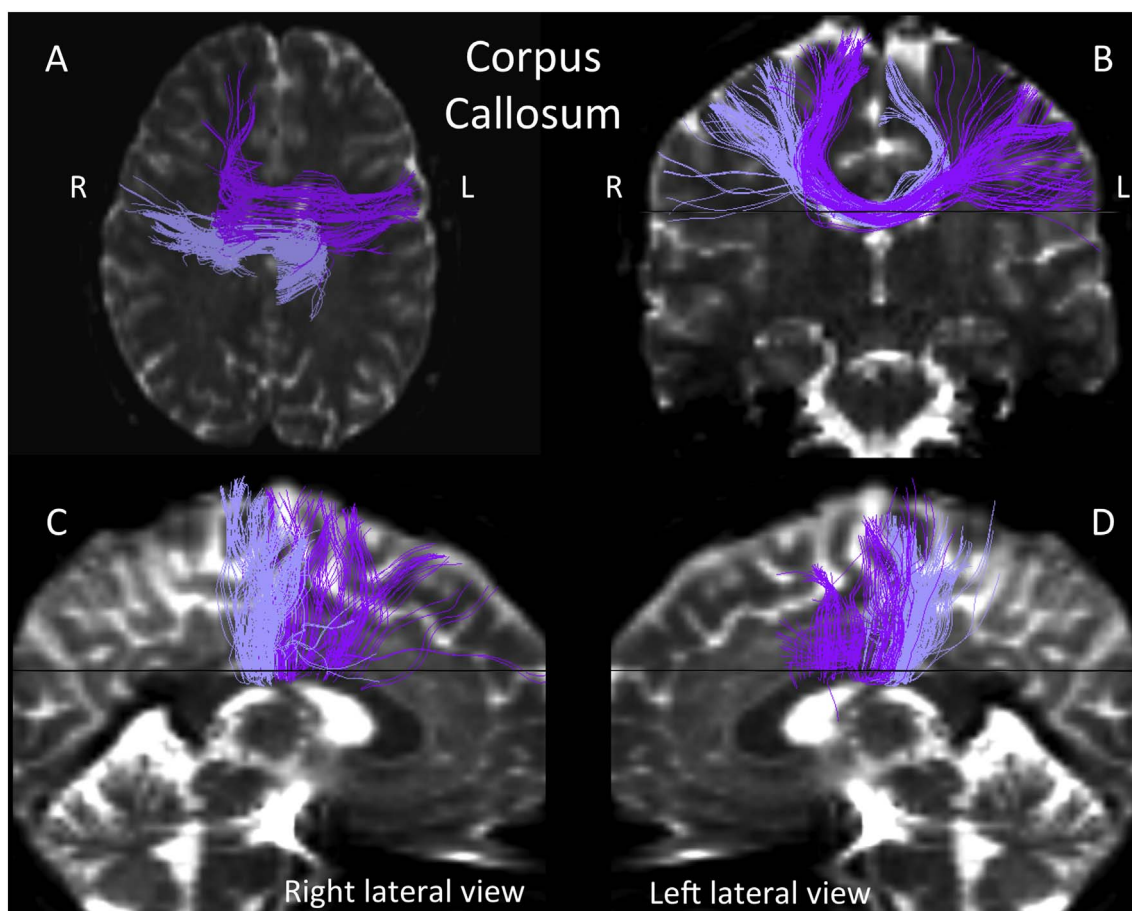 A
Corpus
Callosum
B
R
L
R
L
C
D
Right lateral view
Left lateral view